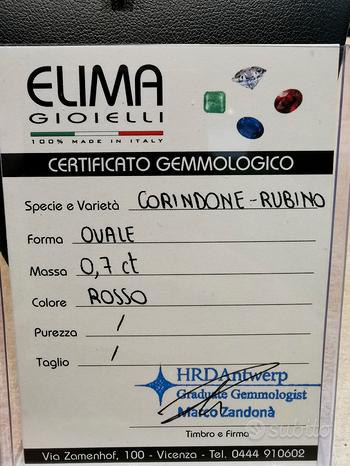 ELIMA
GIOIELLI
100% MADE IN ITALY
CERTIFICATO GEMMOLOGICO
Specie e Varietà CORINDONE-RUBINO
Forma OVALE
Massa 0,7 ct
Colore ROSSO
Purezza /
Taglio /
HRDAntwerp
Graduate Gemmologist
Marco Zandonà
Timbro e Firma
subito
Via Zamenhof, 100 - Vicenza - Tel. 0444 910602